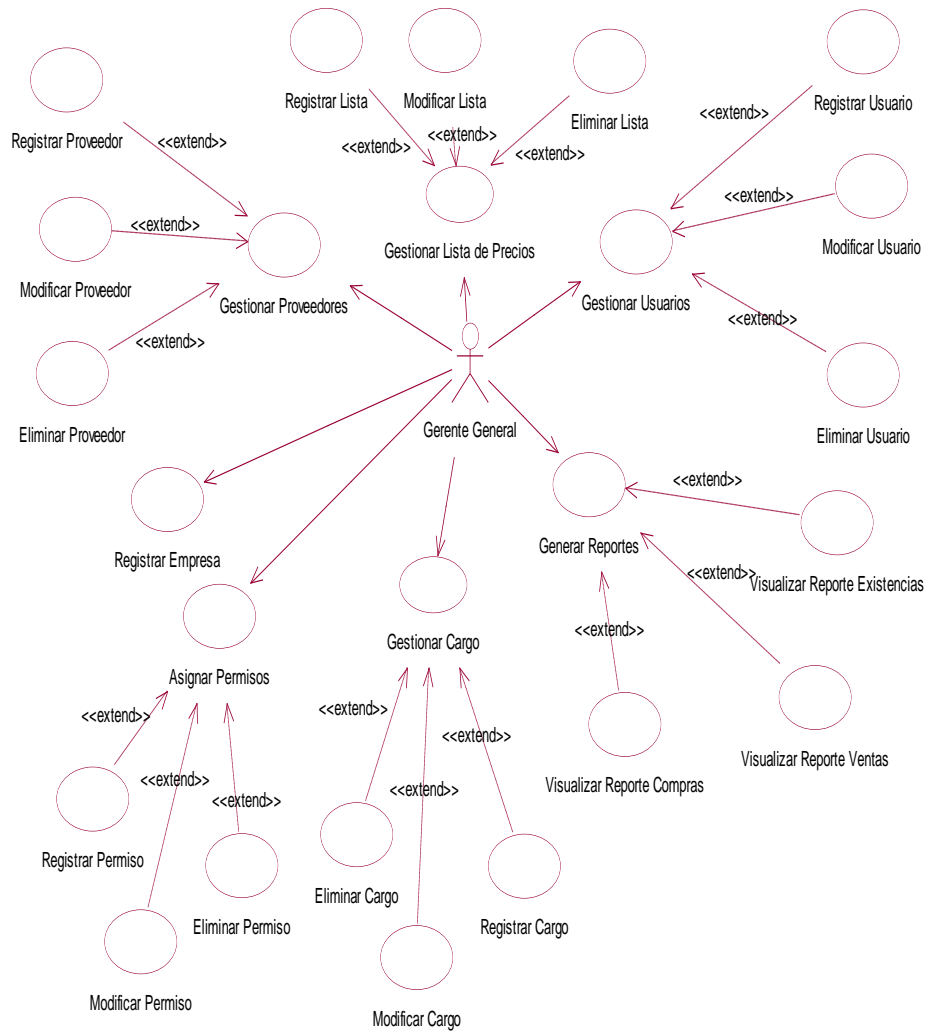 Registrar Lista
Modificar Lista
Eliminar Lista
Registrar Usuario
Registrar Proveedor
<<extend>>
<<extend>>
<<extend>>
<<extend>>
<<extend>>
Modificar Proveedor
<<extend>>
Gestionar Proveedores
Gestionar Lista de Precios
Gestionar Usuarios
<<extend>>
Modificar Usuario
<<extend>>
Eliminar Proveedor
<<extend>>
Eliminar Usuario
Gerente General
Registrar Empresa
Generar Reportes
<<extend>>
Visualizar Reporte Existencias
Asignar Permisos
Gestionar Cargo
<<extend>>
<<extend>>
Visualizar Reporte Compras
Visualizar Reporte Ventas
<<extend>>
<<extend>>
<<extend>>
<<extend>>
<<extend>>
<<extend>>
Registrar Permiso
Eliminar Permiso
Modificar Permiso
Eliminar Cargo
Registrar Cargo
Modificar Cargo